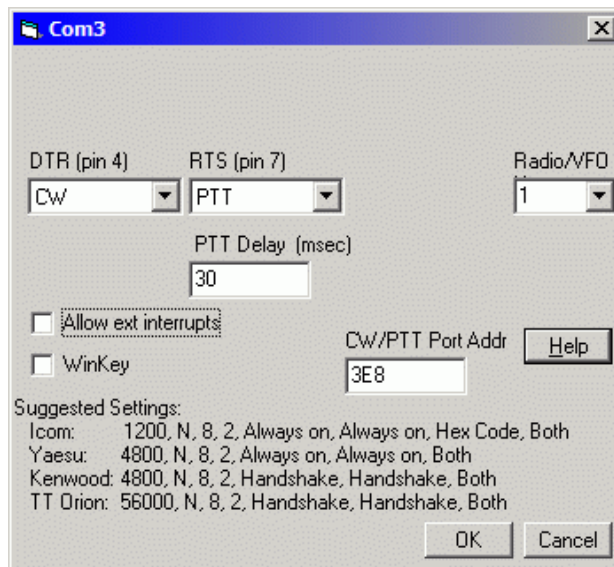 Com3
DTR (pin 4) RTS (pin 7) Radio/VFO
CW PTT 1
PTT Delay (msec)
30
Allow ext interrupts
WinKey
CW/PTT Port Addr
3E8
Help
Suggested Settings:
Icom: 1200, N, 8, 2, Always on, Always on, Hex Code, Both
Yaesu: 4800, N, 8, 2, Always on, Always on, Both
Kenwood: 4800, N, 8, 2, Handshake, Handshake, Both
TT Orion: 56000, N, 8, 2, Handshake, Handshake, Both
OK Cancel